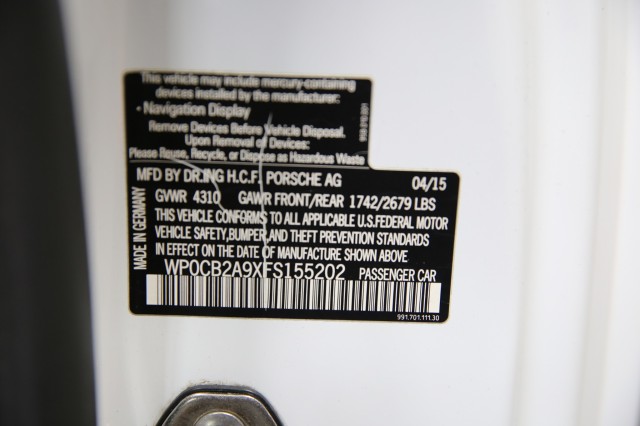 This vehicle may include mercury-containing
devices installed by the manufacturer:
- Navigation Display
Remove Devices Before Vehicle Disposal.
Upon Removal of Devices:
Please Reuse, Recycle, or Dispose as Hazardous Waste
MFD BY DR.ING H.C.F. PORSCHE AG 04/15
GVWR 4310 GAWR FRONT/REAR 1742/2679 LBS
THIS VEHICLE CONFORMS TO ALL APPLICABLE U.S.FEDERAL MOTOR
VEHICLE SAFETY,BUMPER,AND THEFT PREVENTION STANDARDS
IN EFFECT ON THE DATE OF MANUFACTURE SHOWN ABOVE.
WP0CB2A9XFS155202 PASSENGER CAR
991.701.111.30
MADE IN GERMANY